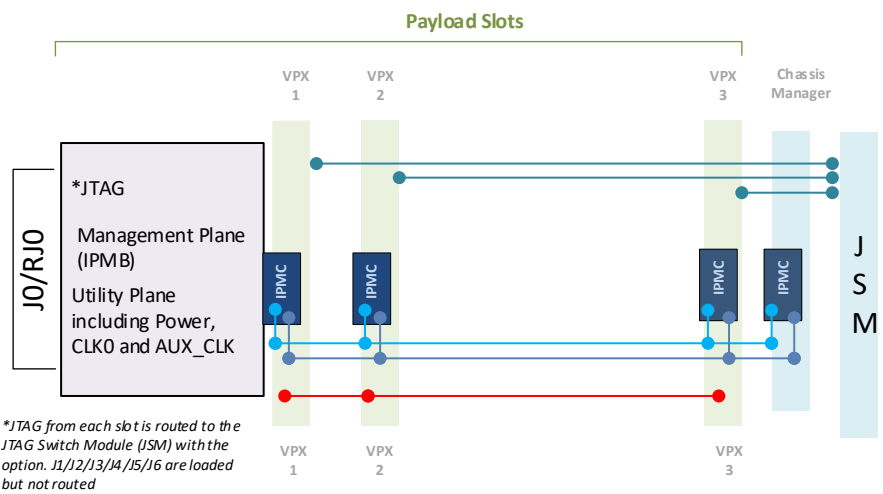 Payload Slots
VPX
1
VPX
2
VPX
3
Chassis
Manager
J0/RJ0
*JTAG
Management Plane
(IPMB)
Utility Plane
including Power,
CLK0 and AUX_CLK
IPMC
IPMC
IPMC
IPMC
J
S
M
*JTAG from each slot is routed to the
JTAG Switch Module (JSM) with the
option. J1/J2/J3/J4/J5/J6 are loaded
but not routed
VPX
1
VPX
2
VPX
3